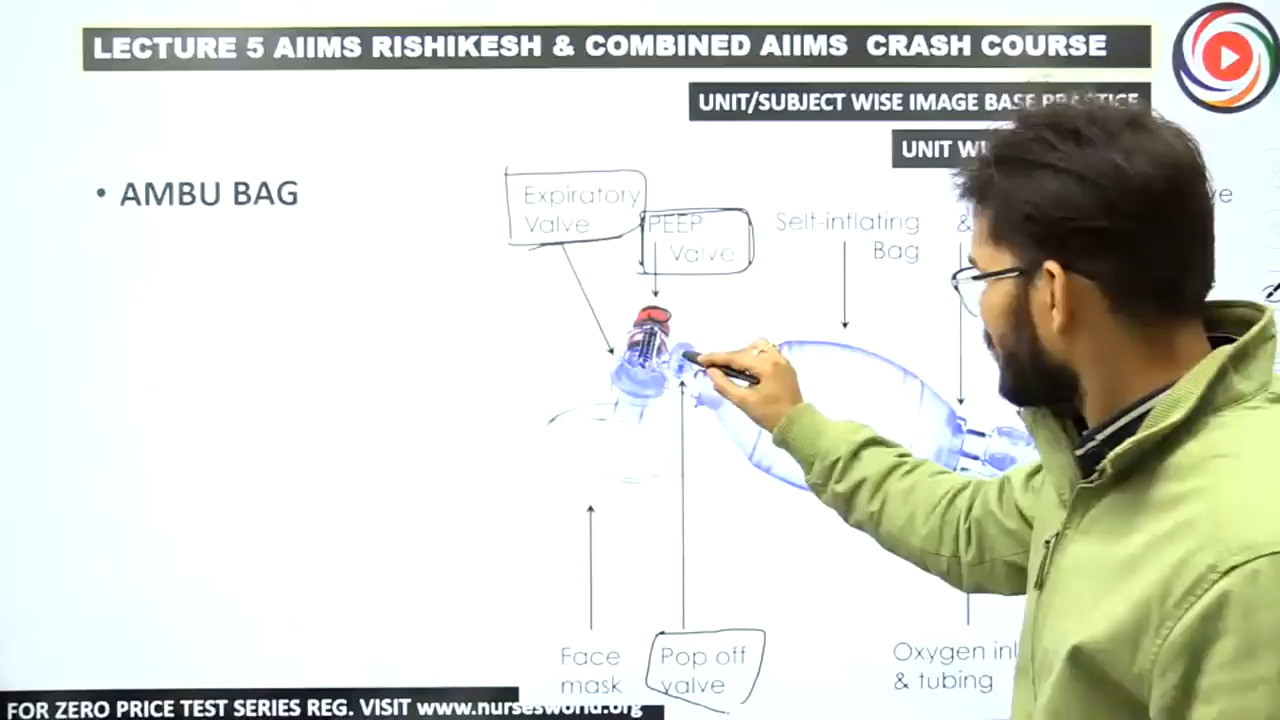 LECTURE 5 AIIMS RISHIKESH & COMBINED AIIMS CRASH COURSE
UNIT/SUBJECT WISE IMAGE BASE PRACTICE
UNIT
• AMBU BAG
Expiratory
Valve
PEEP
Valve
Self-inflating
Bag
&
Face
mask
Pop off
valve
Oxygen
& tubing
FOR ZERO PRICE TEST SERIES REG. VISIT www.nursesworld.org